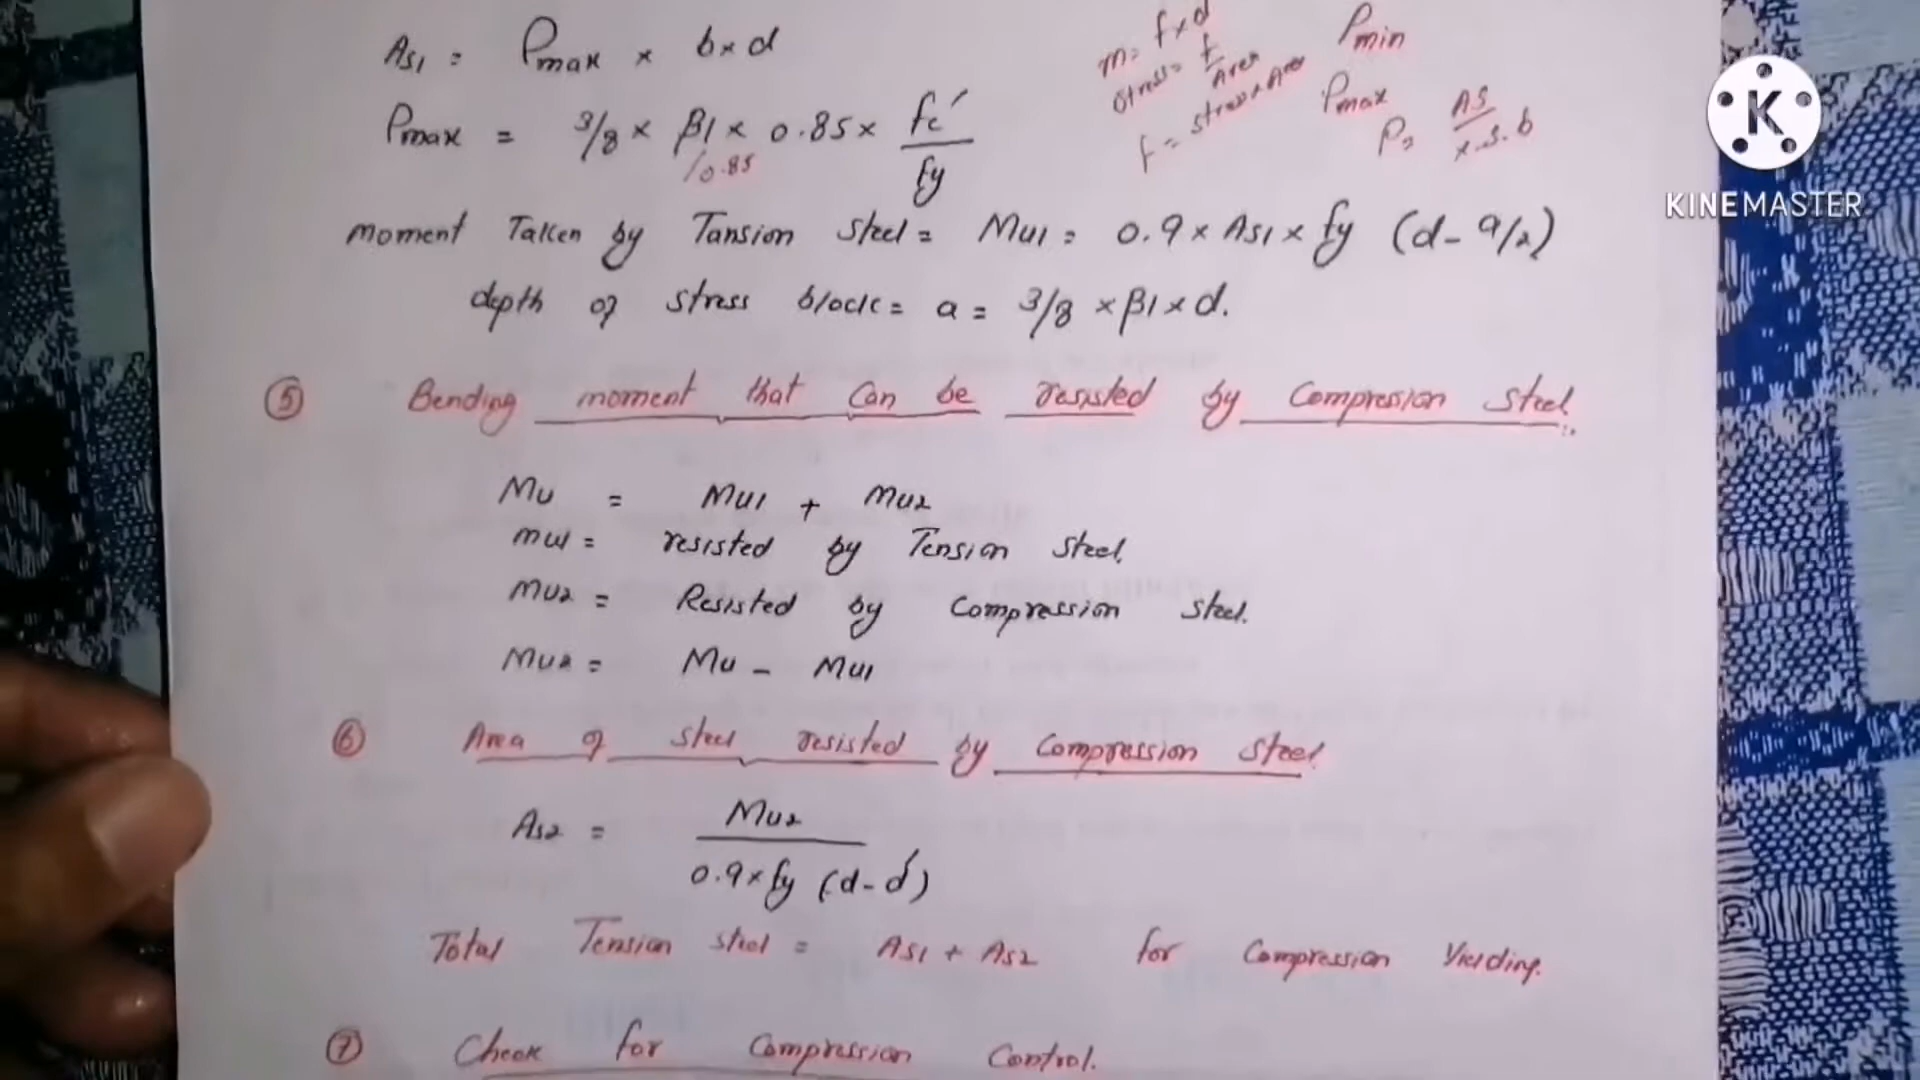 As1 = Pmax × b×d
Pmax = 3/8 × β1 × 0.85 × fc'/fy
/0.85
m= f×d
stress= f/Area
f = stress×Area
Pmin
Pmax
P= AS/x.s.b
KINEMASTER
moment Taken by Tansion Steel = Mu1 = 0.9 × As1 × fy (d- a/2)
depth of stress block = a = 3/8 × β1 × d.
⑤ Bending moment that Can be resisted by Compression Steel
Mu = Mu1 + Mu2
mu1 = resisted by Tension Steel.
Mu2 = Resisted by Compression Steel.
Mu2 = Mu - Mu1
⑥ Area of steel resisted by Compression Steel
As2 = Mu2/0.9×fy (d-d')
Total Tension steel = As1 + As2 for Compression Yielding.
⑦ Check for Compression Control.